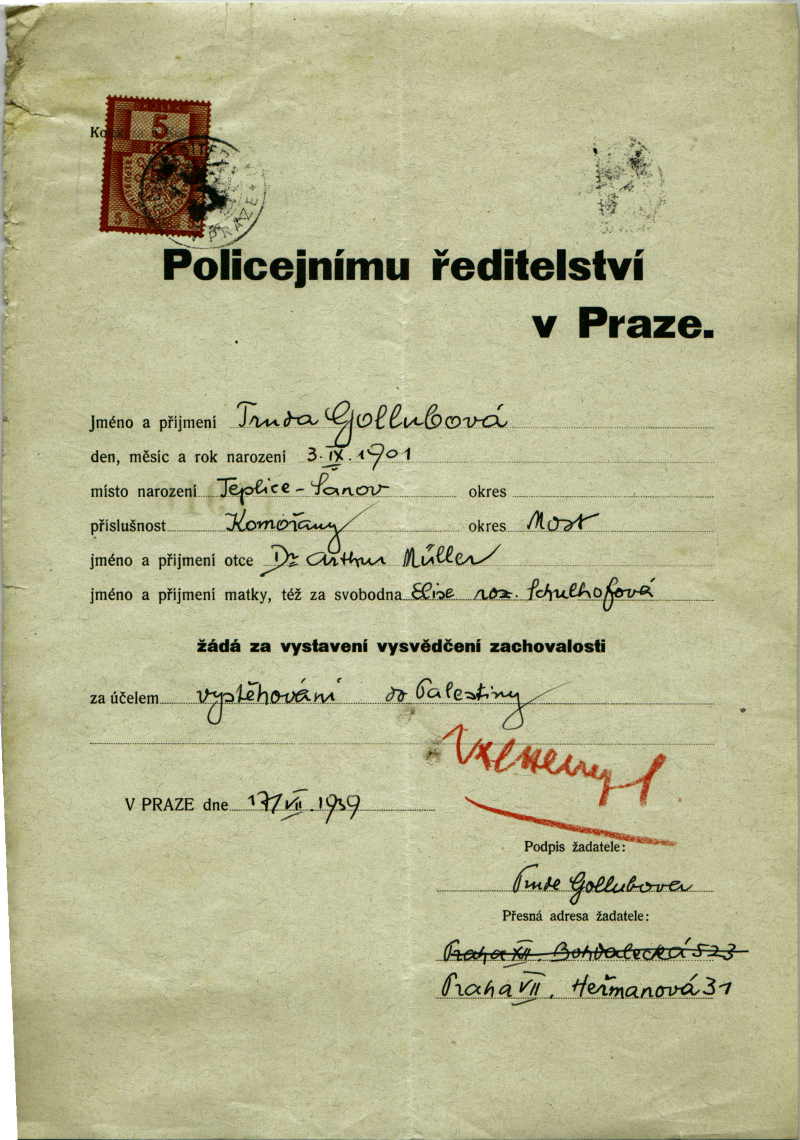 5
PRAZE
Policejnímu ředitelství
v Praze.
Jméno a příjmení Truda Gollubová
den, měsíc a rok narození 3. IX. 1901
místo narození Teplice-Šanov okres
příslušnost Komořany okres Most
jméno a příjmení otce Dr Arthur Müller
jméno a příjmení matky, též za svobodna Elise roz. Schulhofová
žádá za vystavení vysvědčení zachovalosti
za účelem vystěhování do Palestiny
V PRAZE dne 17/VII. 1939
Podpis žadatele:
Trude Gollubova
Přesná adresa žadatele:
Praha XII. Bohdalecká 523
Praha VII. Heřmanová 31